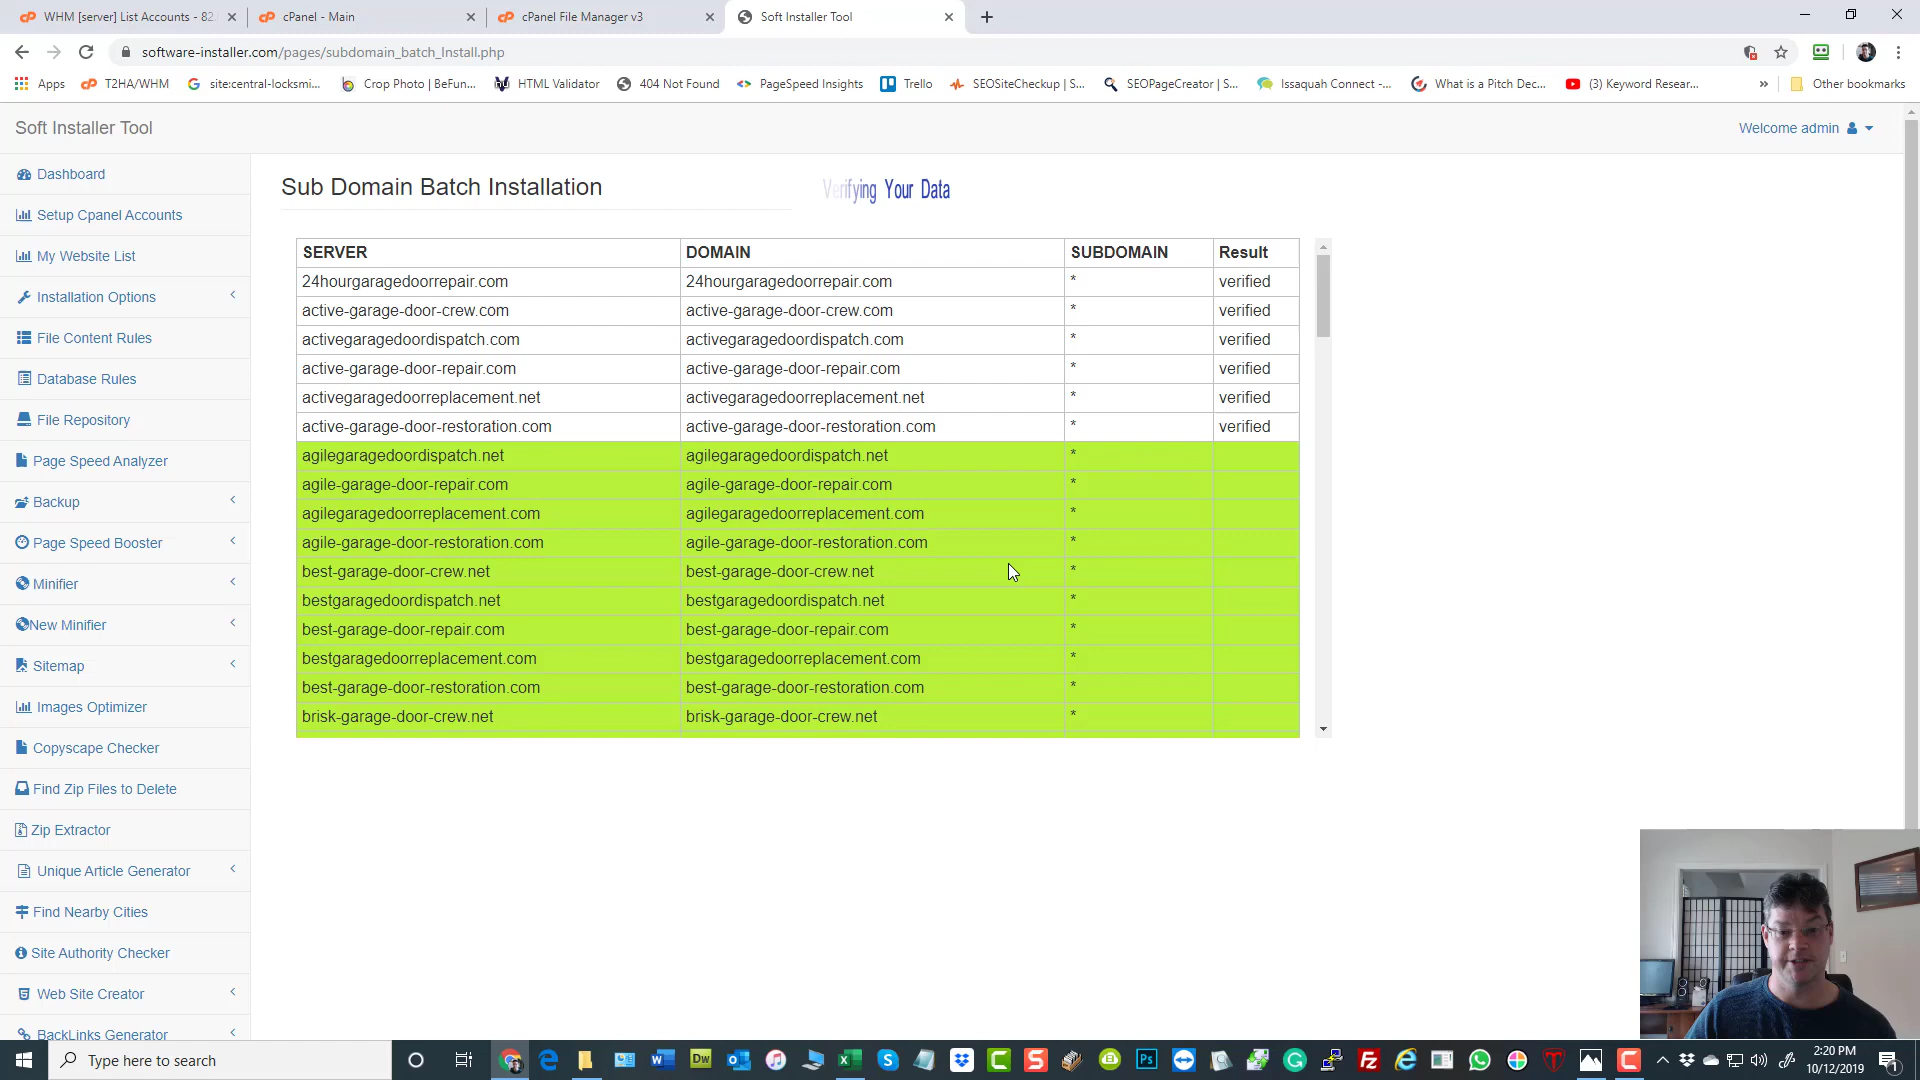 WHM [server] List Accounts - 82.
cPanel - Main
cPanel File Manager v3
Soft Installer Tool
software-installer.com/pages/subdomain_batch_Install.php
Apps
T2HA/WHM
site:central-locksmi...
Crop Photo | BeFun...
HTML Validator
404 Not Found
PageSpeed Insights
Trello
SEOSiteCheckup | S...
SEOPageCreator | S...
Issaquah Connect -...
What is a Pitch Dec...
(3) Keyword Resear...
»
Other bookmarks
Soft Installer Tool
Welcome admin
Dashboard
Setup Cpanel Accounts
My Website List
Installation Options
File Content Rules
Database Rules
File Repository
Page Speed Analyzer
Backup
Page Speed Booster
Minifier
New Minifier
Sitemap
Images Optimizer
Copyscape Checker
Find Zip Files to Delete
Zip Extractor
Unique Article Generator
Find Nearby Cities
Site Authority Checker
Web Site Creator
BackLinks Generator
Sub Domain Batch Installation
Verifying Your Data
SERVER DOMAIN SUBDOMAIN Result
24hourgaragedoorrepair.com 24hourgaragedoorrepair.com * verified
active-garage-door-crew.com active-garage-door-crew.com * verified
activegaragedoordispatch.com activegaragedoordispatch.com * verified
active-garage-door-repair.com active-garage-door-repair.com * verified
activegaragedoorreplacement.net activegaragedoorreplacement.net * verified
active-garage-door-restoration.com active-garage-door-restoration.com * verified
agilegaragedoordispatch.net agilegaragedoordispatch.net *
agile-garage-door-repair.com agile-garage-door-repair.com *
agilegaragedoorreplacement.com agilegaragedoorreplacement.com *
agile-garage-door-restoration.com agile-garage-door-restoration.com *
best-garage-door-crew.net best-garage-door-crew.net *
bestgaragedoordispatch.net bestgaragedoordispatch.net *
best-garage-door-repair.com best-garage-door-repair.com *
bestgaragedoorreplacement.com bestgaragedoorreplacement.com *
best-garage-door-restoration.com best-garage-door-restoration.com *
brisk-garage-door-crew.net brisk-garage-door-crew.net *
Type here to search
2:20 PM
10/12/2019